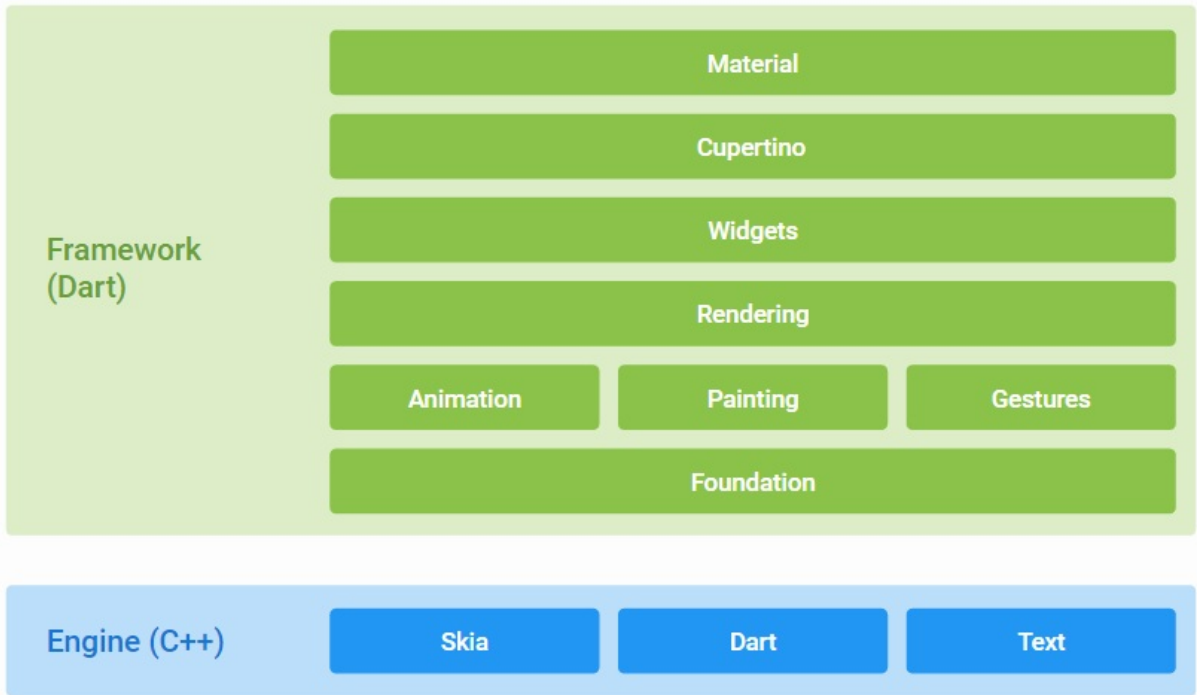 Material
Cupertino
Widgets
Framework
(Dart)
Rendering
Animation Painting Gestures
Foundation
Engine (C++) Skia Dart Text